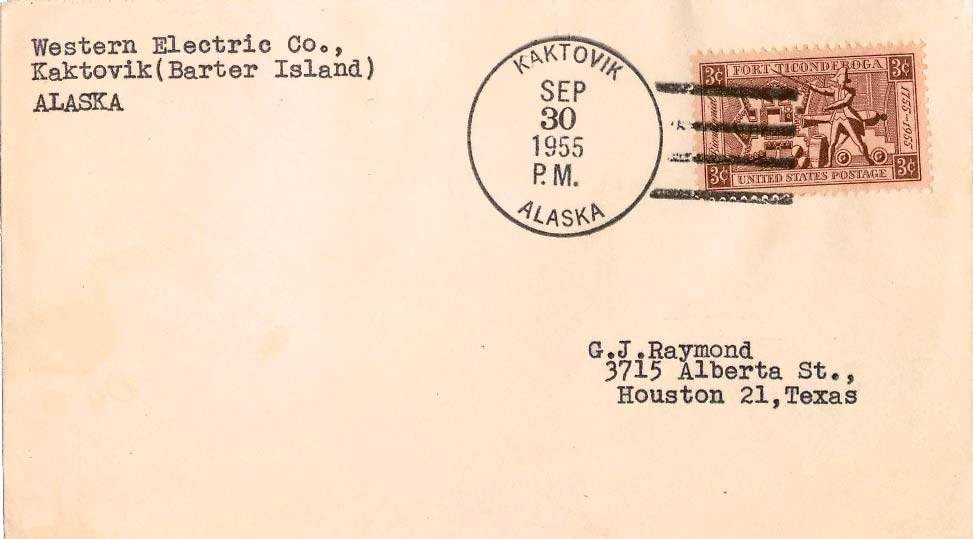 Western Electric Co.,
Kaktovik(Barter Island)
ALASKA
KAKTOVIK
SEP
30
1955
P.M.
ALASKA
3¢ FORT TICONDEROGA 3¢
1755-1955
3¢ UNITED STATES POSTAGE 3¢
G.J.Raymond
3715 Alberta St.,
Houston 21,Texas